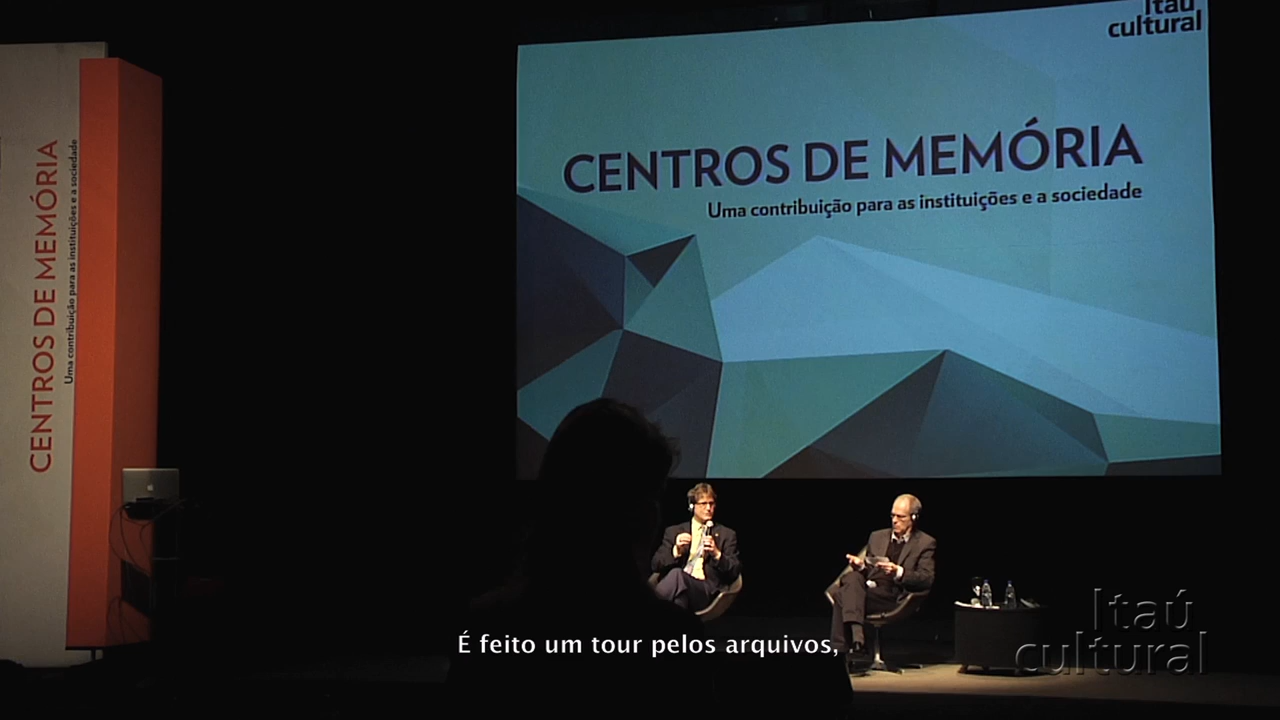 Itaú
cultural
CENTROS DE MEMÓRIA
Uma contribuição para as instituições e a sociedade
CENTROS DE MEMÓRIA
Uma contribuição para as instituições e a sociedade
É feito um tour pelos arquivos,
Itaú
cultural